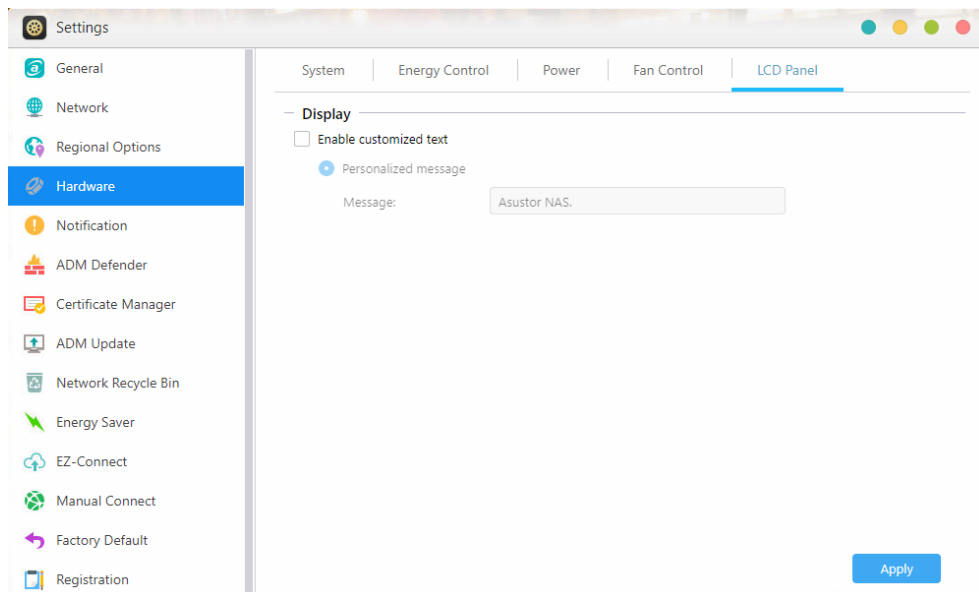 Settings
General
Network
Regional Options
Hardware
Notification
ADM Defender
Certificate Manager
ADM Update
Network Recycle Bin
Energy Saver
EZ-Connect
Manual Connect
Factory Default
Registration
System Energy Control Power Fan Control LCD Panel
Display
Enable customized text
Personalized message
Message: Asustor NAS.
Apply